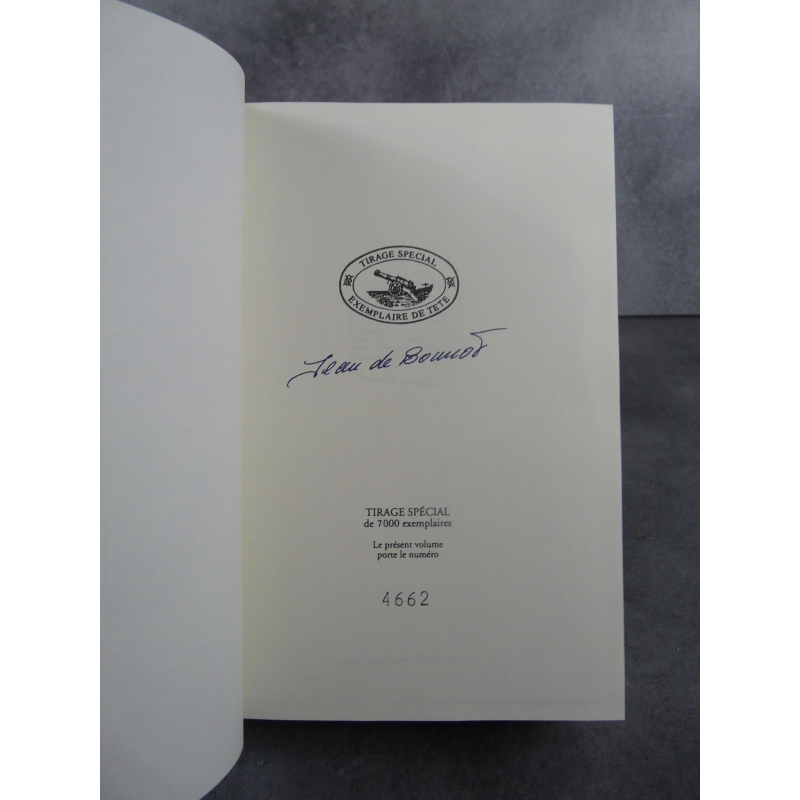 TIRAGE SPECIAL
EXEMPLAIRE DE TETE
Jean de Bonnot
TIRAGE SPÉCIAL
de 7000 exemplaires
Le présent volume
porte le numéro
4662